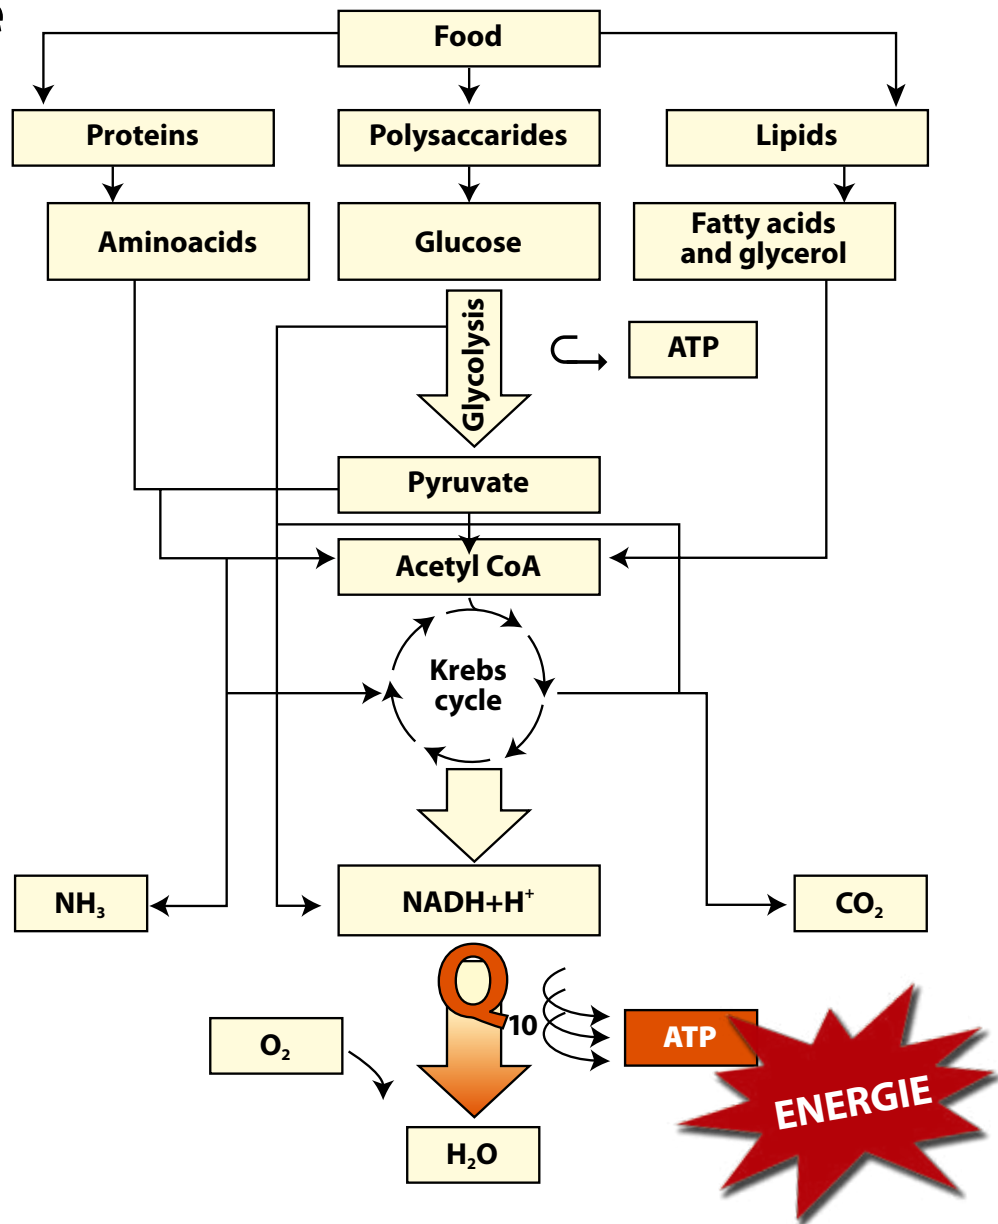 e
Food
Proteins
Polysaccarides
Lipids
Aminoacids
Glucose
Fatty acids
and glycerol
Glycolysis
ATP
Pyruvate
Acetyl CoA
Krebs
cycle
NH₃
NADH+H⁺
CO₂
Q10
O₂
ATP
ENERGIE
H₂O